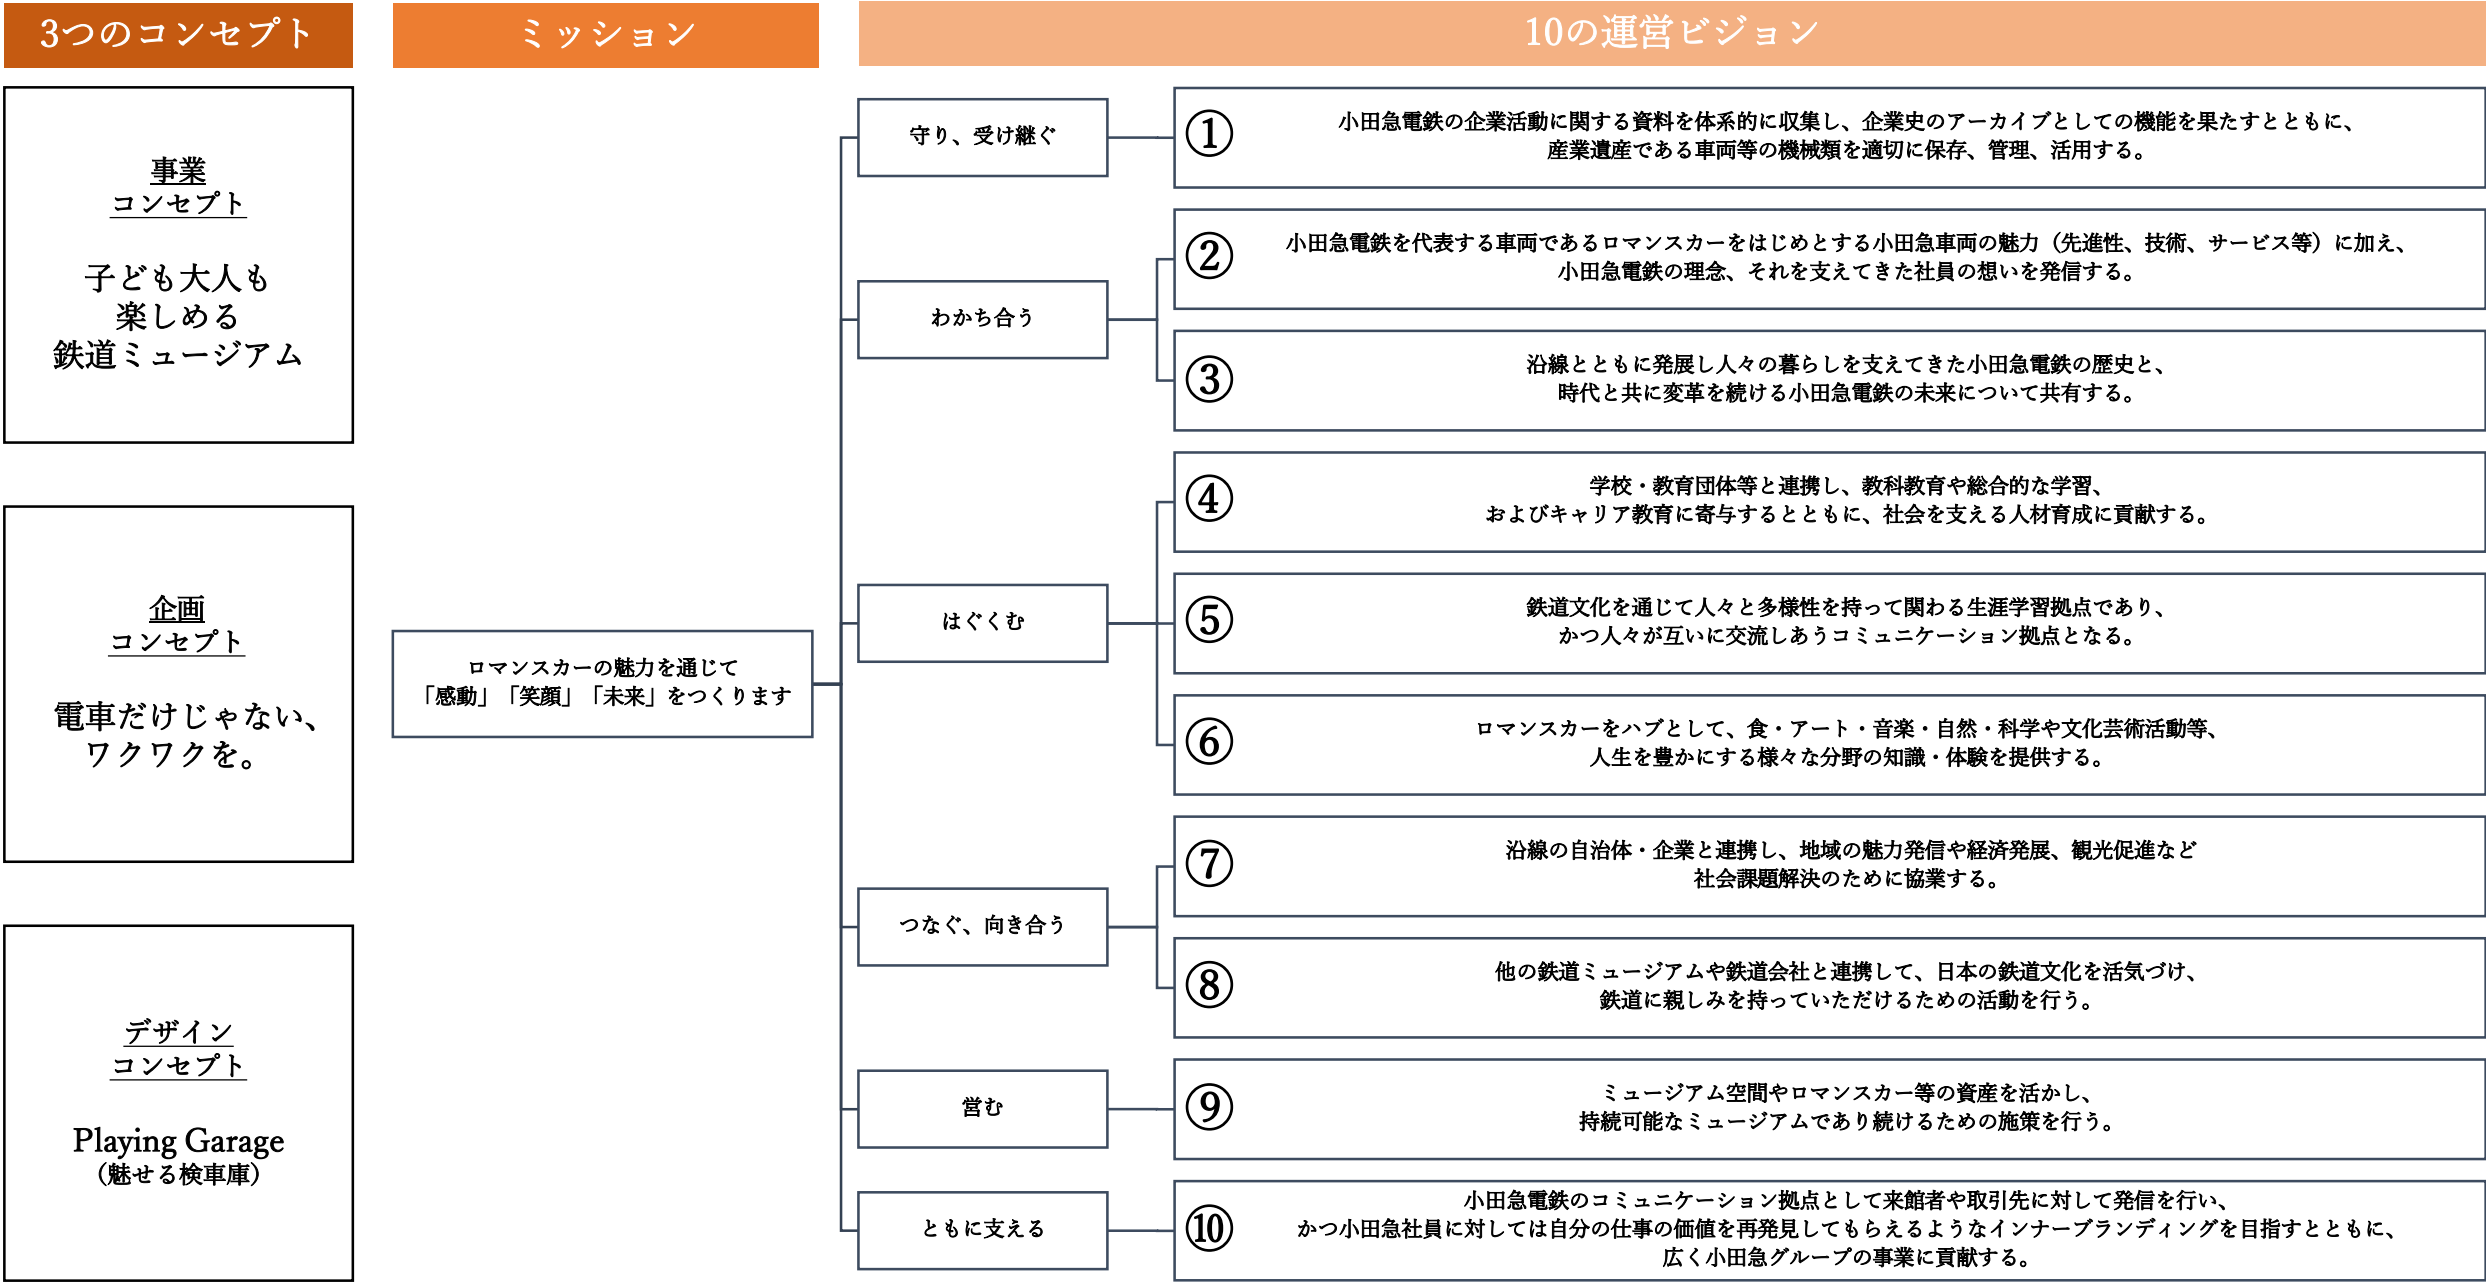 3つのコンセプト
ミッション
10の運営ビジョン
事業
コンセプト
子ども大人も
楽しめる
鉄道ミュージアム
企画
コンセプト
電車だけじゃない、
ワクワクを。
デザイン
コンセプト
Playing Garage
（魅せる検車庫）
ロマンスカーの魅力を通じて
「感動」「笑顔」「未来」をつくります
守り、受け継ぐ
①
小田急電鉄の企業活動に関する資料を体系的に収集し、企業史のアーカイブとしての機能を果たすとともに、
産業遺産である車両等の機械類を適切に保存、管理、活用する。
わかち合う
②
小田急電鉄を代表する車両であるロマンスカーをはじめとする小田急車両の魅力（先進性、技術、サービス等）に加え、
小田急電鉄の理念、それを支えてきた社員の想いを発信する。
③
沿線とともに発展し人々の暮らしを支えてきた小田急電鉄の歴史と、
時代と共に変革を続ける小田急電鉄の未来について共有する。
はぐくむ
④
学校・教育団体等と連携し、教科教育や総合的な学習、
およびキャリア教育に寄与するとともに、社会を支える人材育成に貢献する。
⑤
鉄道文化を通じて人々と多様性を持って関わる生涯学習拠点であり、
かつ人々が互いに交流しあうコミュニケーション拠点となる。
⑥
ロマンスカーをハブとして、食・アート・音楽・自然・科学や文化芸術活動等、
人生を豊かにする様々な分野の知識・体験を提供する。
つなぐ、向き合う
⑦
沿線の自治体・企業と連携し、地域の魅力発信や経済発展、観光促進など
社会課題解決のために協業する。
⑧
他の鉄道ミュージアムや鉄道会社と連携して、日本の鉄道文化を活気づけ、
鉄道に親しみを持っていただけるための活動を行う。
営む
⑨
ミュージアム空間やロマンスカー等の資産を活かし、
持続可能なミュージアムであり続けるための施策を行う。
ともに支える
⑩
小田急電鉄のコミュニケーション拠点として来館者や取引先に対して発信を行い、
かつ小田急社員に対しては自分の仕事の価値を再発見してもらえるようなインナーブランディングを目指すとともに、
広く小田急グループの事業に貢献する。